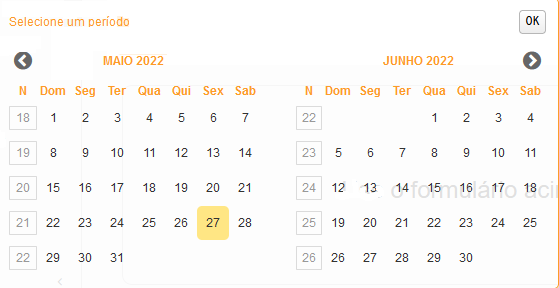 Selecione um período OK
MAIO 2022 JUNHO 2022
N Dom Seg Ter Qua Qui Sex Sab N Dom Seg Ter Qua Qui Sex Sab
18 1 2 3 4 5 6 7 22 1 2 3 4
19 8 9 10 11 12 13 14 23 5 6 7 8 9 10 11
20 15 16 17 18 19 20 21 24 12 13 14 15 16 17 18
o formulário
21 22 23 24 25 26 27 28 25 19 20 21 22 23 24 25
22 29 30 31 26 26 27 28 29 30